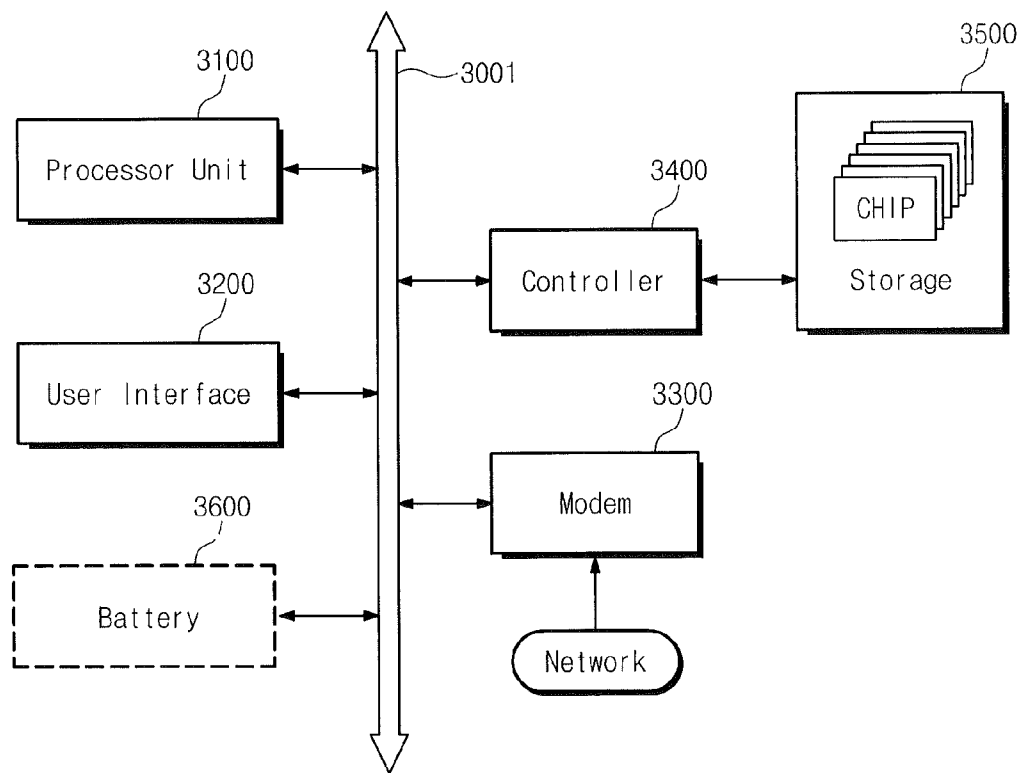 3100
3001
3500
Processor Unit
3400
CHIP
Controller
Storage
3200
User Interface
3300
Modem
3600
Battery
Network